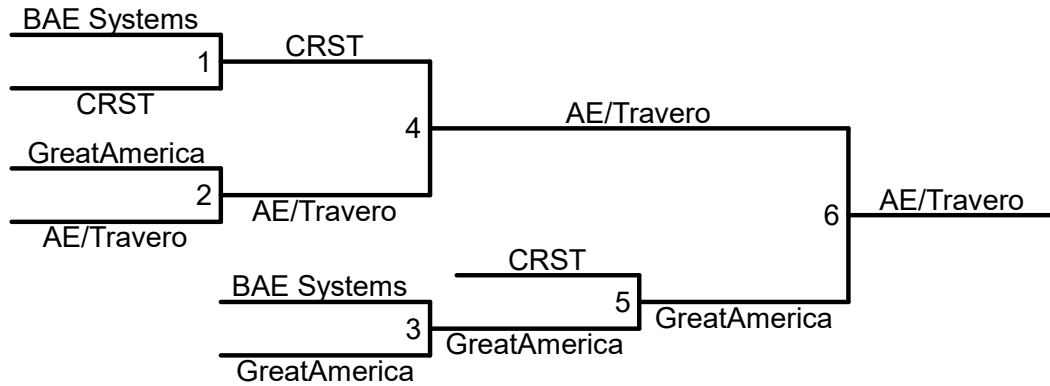 BAE Systems
1
CRST
CRST
4
AE/Travero
GreatAmerica
2
AE/Travero
AE/Travero
6
AE/Travero
CRST
5
GreatAmerica
BAE Systems
3
GreatAmerica
GreatAmerica